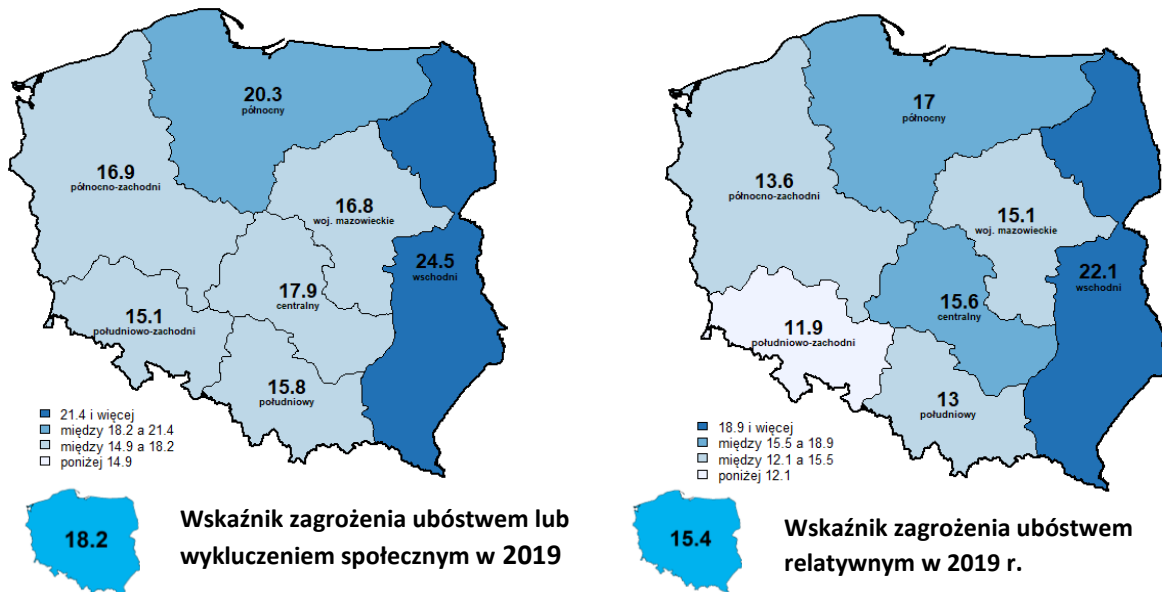 20.3
północny
16.9
północno-zachodni
16.8
woj. mazowieckie
24.5
wschodni
17.9
centralny
15.1
południowo-zachodni
15.8
południowy
21.4 i więcej
między 18.2 a 21.4
między 14.9 a 18.2
poniżej 14.9
18.2
Wskaźnik zagrożenia ubóstwem lub
wykluczeniem społecznym w 2019
17
północny
13.6
północno-zachodni
15.1
woj. mazowieckie
22.1
wschodni
15.6
centralny
11.9
południowo-zachodni
13
południowy
18.9 i więcej
między 15.5 a 18.9
między 12.1 a 15.5
poniżej 12.1
15.4
Wskaźnik zagrożenia ubóstwem
relatywnym w 2019 r.